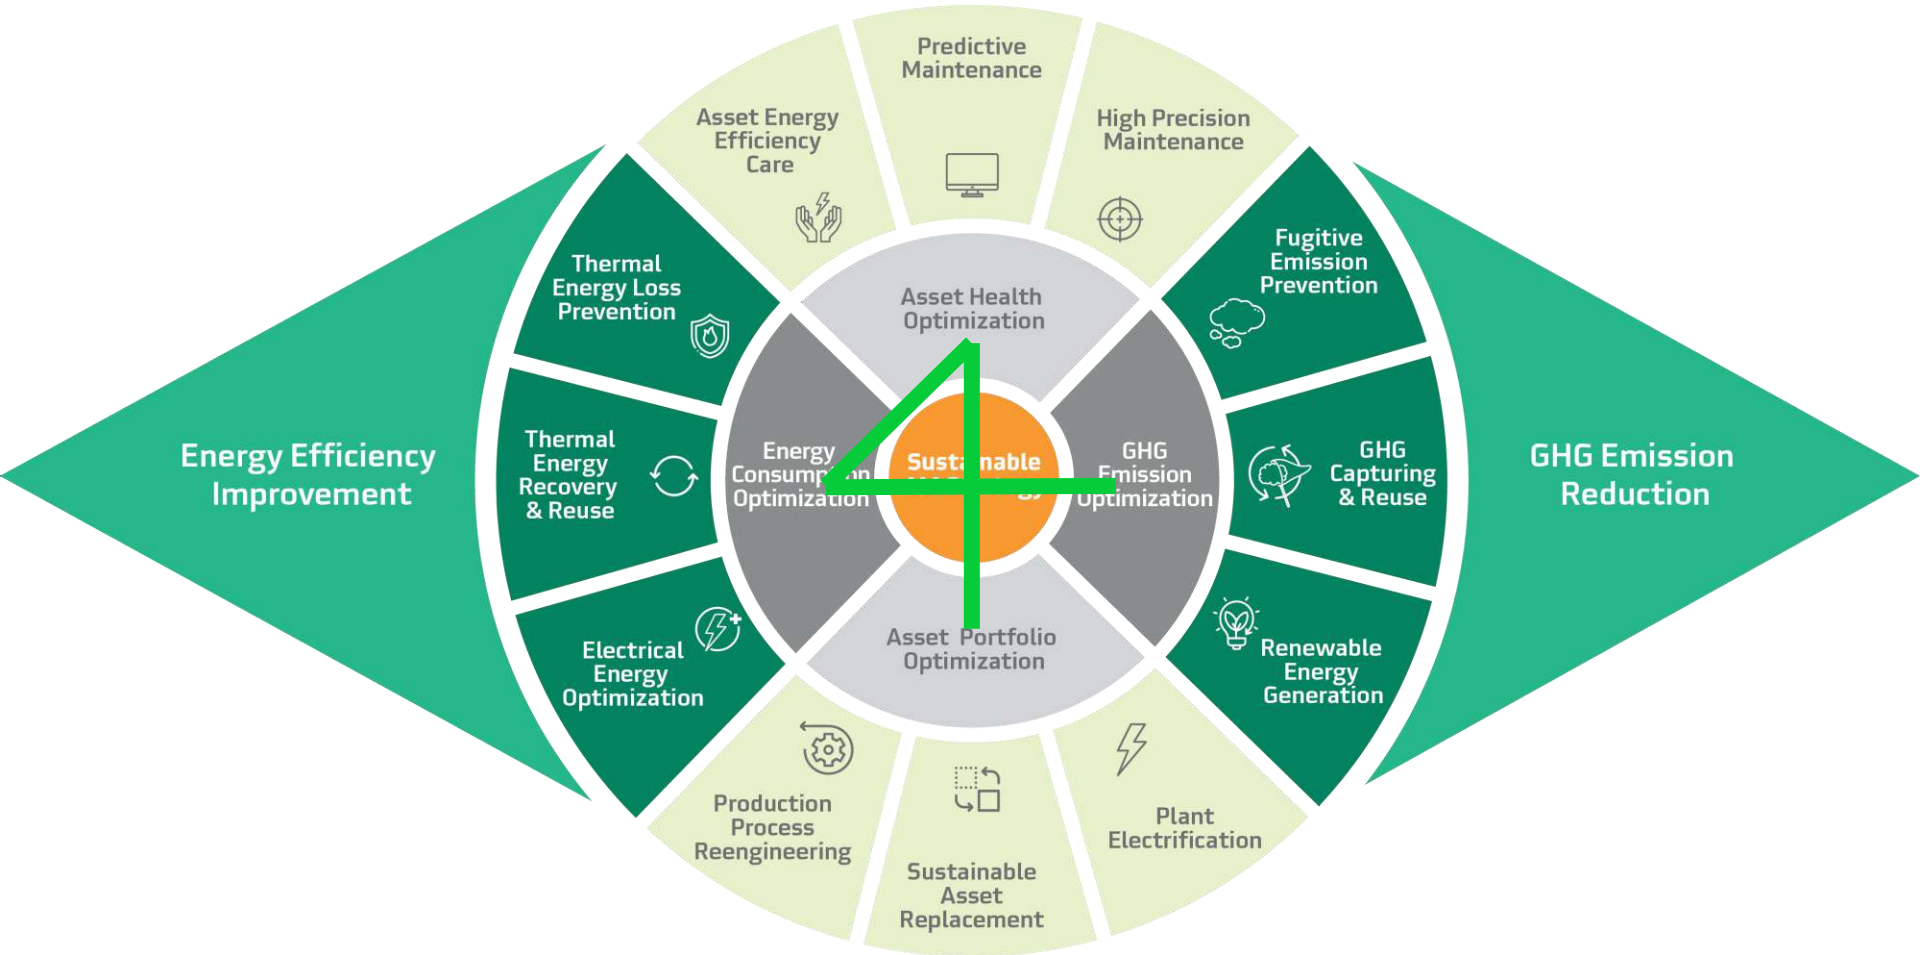 Predictive
Maintenance
Asset Energy
Efficiency
Care
High Precision
Maintenance
Thermal
Energy Loss
Prevention
Fugitive
Emission
Prevention
Asset Health
Optimization
Energy Efficiency
Improvement
Thermal
Energy
Recovery
& Reuse
Energy
Consumption
Optimization
Sustainable
GHG
Emission
Optimization
GHG
Capturing
& Reuse
GHG Emission
Reduction
Electrical
Energy
Optimization
Asset Portfolio
Optimization
Renewable
Energy
Generation
Production
Process
Reengineering
Sustainable
Asset
Replacement
Plant
Electrification